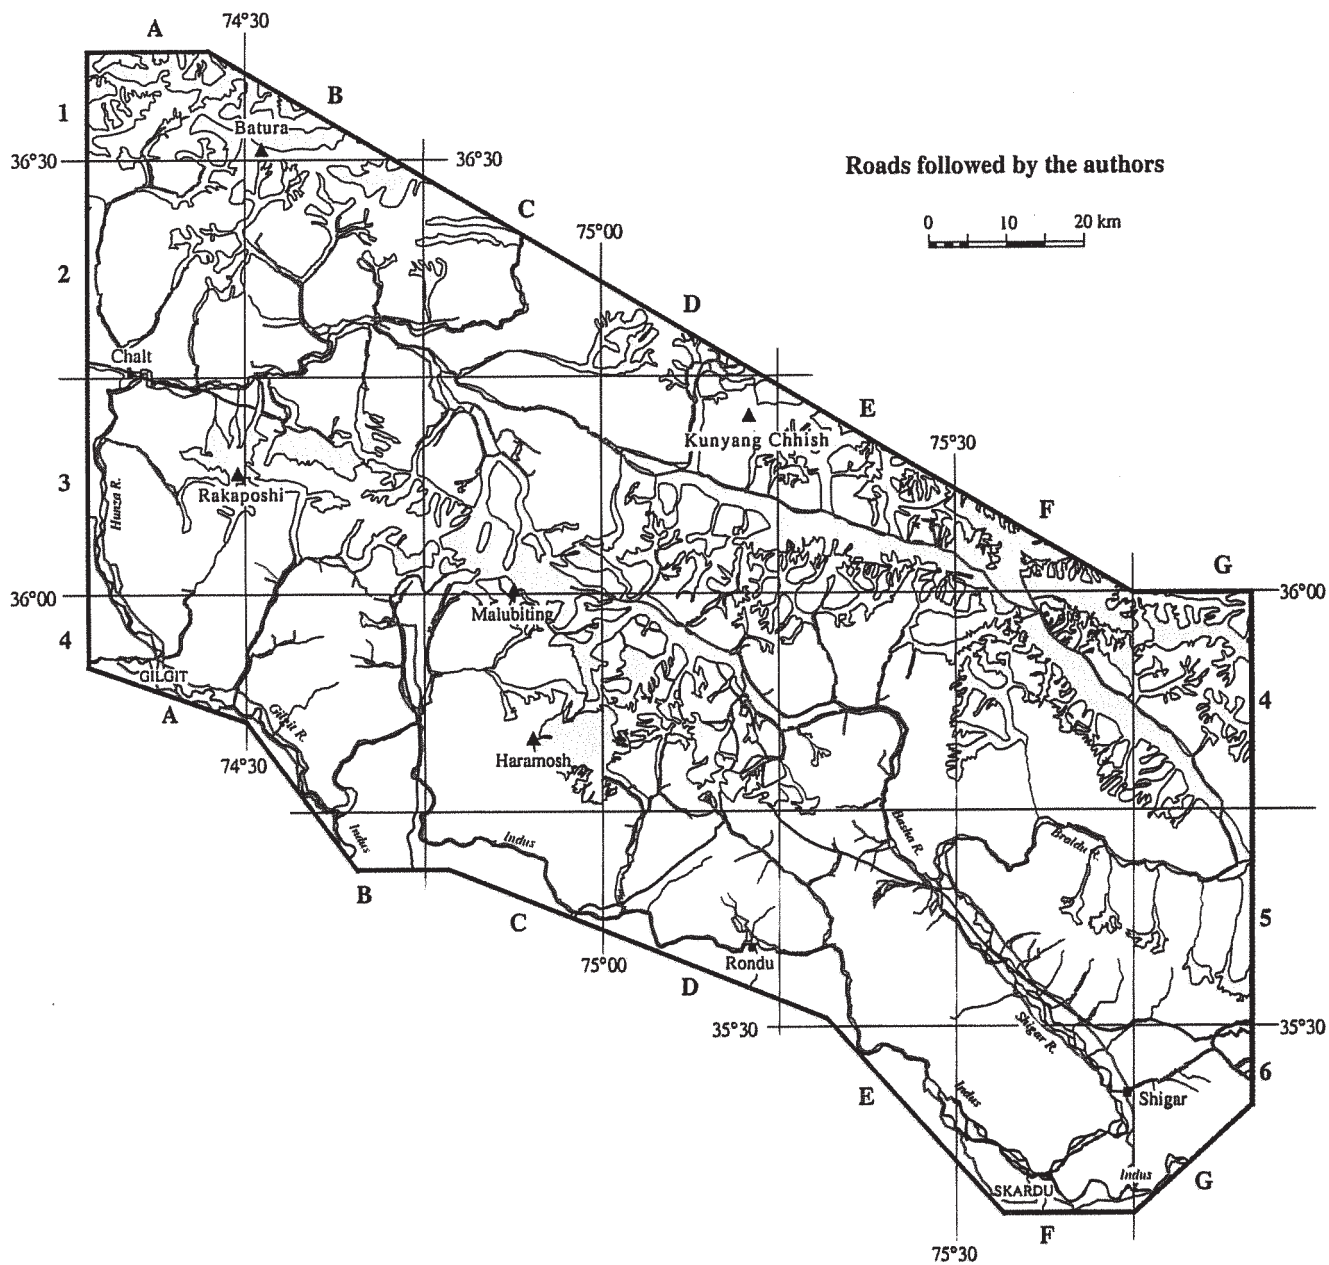 A
74°30
B
1
Batura
36°30
36°30
Roads followed by the authors
0 10 20 km
C
75°00
2
D
Chalt
E
Kunyang Chhish
75°30
3
Hunza R.
Rakaposhi
F
G
36°00
36°00
Malubiting
4
GILGIT
A
Gilgit R.
4
74°30
Haramosh
Indus
Indus
Basha R.
Braldu R.
B
C
5
75°00
Rondu
D
35°30
35°30
Shigar R.
6
E
Indus
Shigar
Indus
G
SKARDU
F
75°30